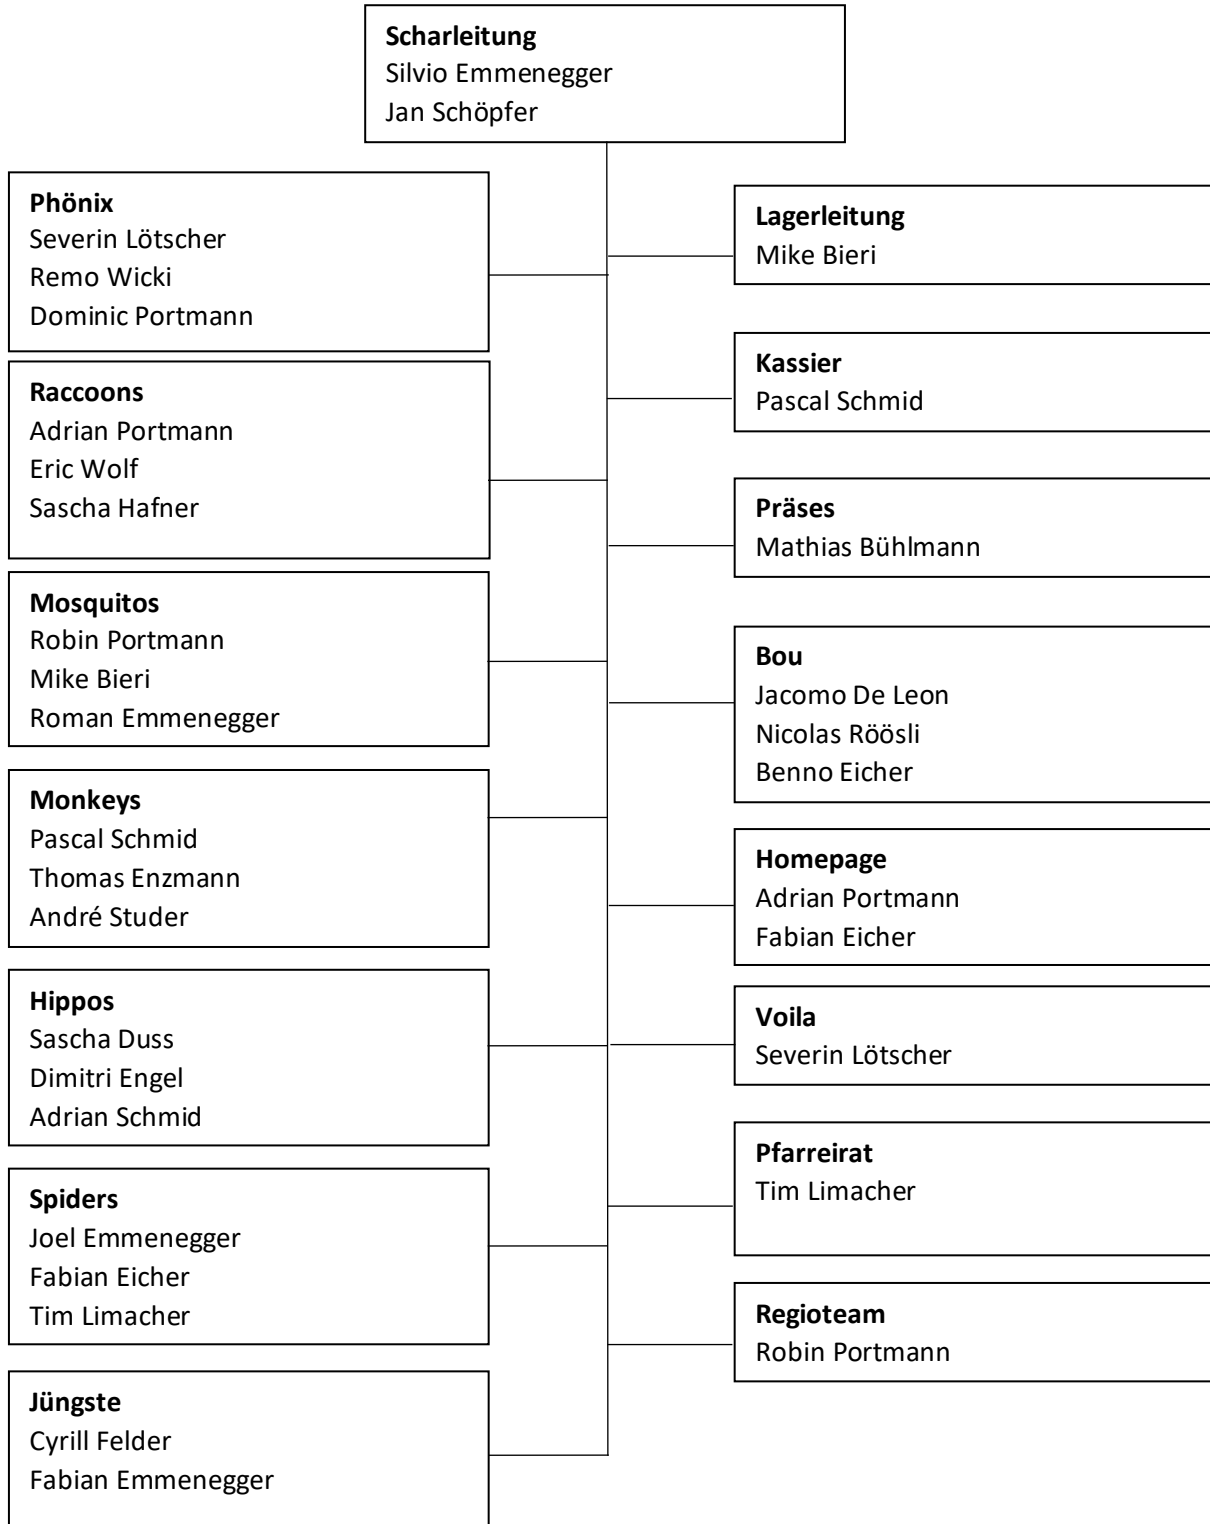 Scharleitung
Silvio Emmenegger
Jan Schöpfer
Phönix
Severin Lötscher
Remo Wicki
Dominic Portmann
Raccoons
Adrian Portmann
Eric Wolf
Sascha Hafner
Mosquitos
Robin Portmann
Mike Bieri
Roman Emmenegger
Monkeys
Pascal Schmid
Thomas Enzmann
André Studer
Hippos
Sascha Duss
Dimitri Engel
Adrian Schmid
Spiders
Joel Emmenegger
Fabian Eicher
Tim Limacher
Jüngste
Cyrill Felder
Fabian Emmenegger
Lagerleitung
Mike Bieri
Kassier
Pascal Schmid
Präses
Mathias Bühlmann
Bou
Jacomo De Leon
Nicolas Röösli
Benno Eicher
Homepage
Adrian Portmann
Fabian Eicher
Voila
Severin Lötscher
Pfarreirat
Tim Limacher
Regioteam
Robin Portmann